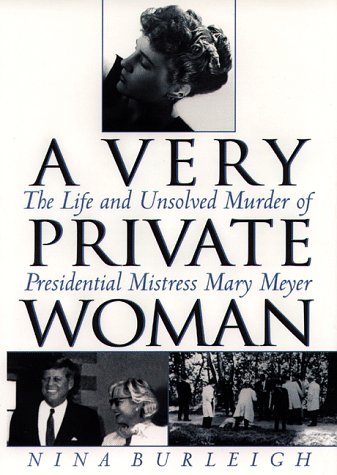 A VERY
The Life and Unsolved Murder of
PRIVATE
Presidential Mistress Mary Meyer
WOMAN
NINA BURLEIGH